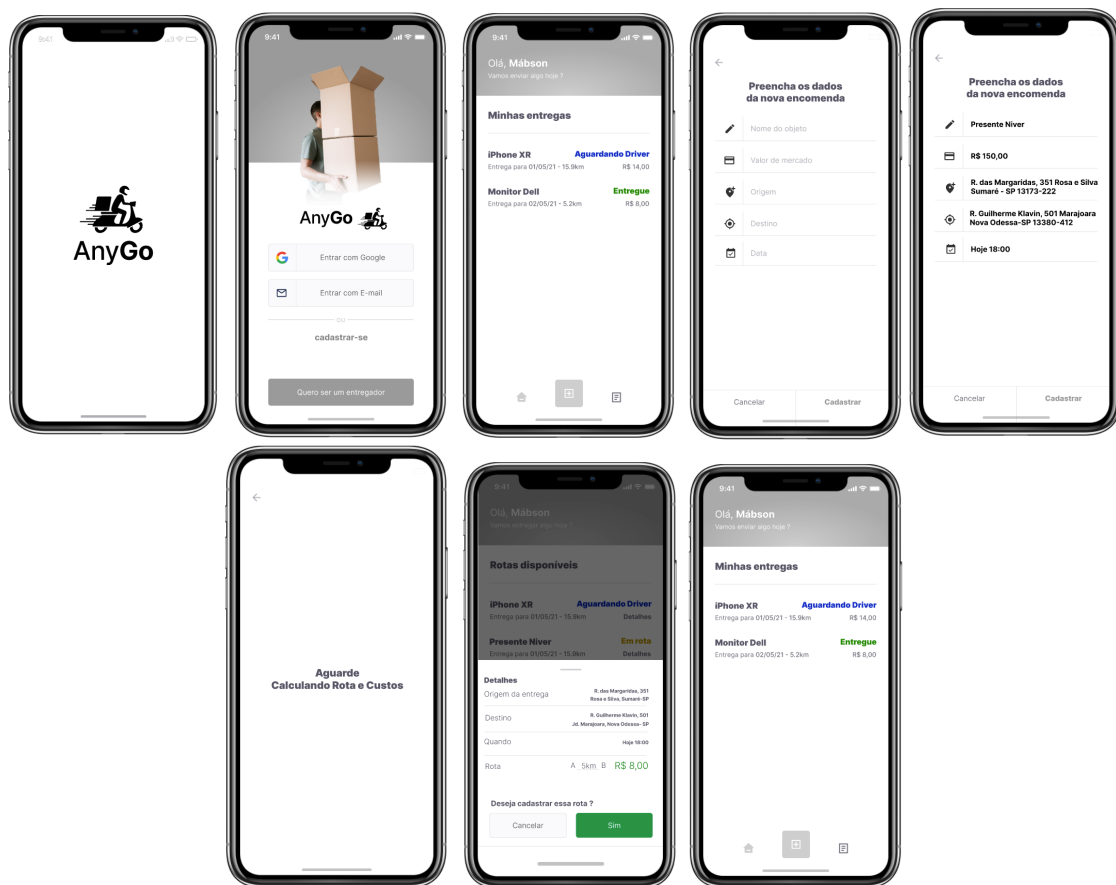 9:41
AnyGo
9:41
AnyGo
Entrar com Google
Entrar com E-mail
ou
cadastrar-se
Quero ser um entregador
9:41
Olá, Mábson
Vamos enviar algo hoje ?
Minhas entregas
iPhone XR Aguardando Driver
Entrega para 01/05/21 - 15.9km R$ 14,00
Monitor Dell Entregue
Entrega para 02/05/21 - 5.2km R$ 8,00
Preencha os dados
da nova encomenda
Nome do objeto
Valor de mercado
Origem
Destino
Data
Cancelar Cadastrar
Preencha os dados
da nova encomenda
Presente Niver
R$ 150,00
R. das Margaridas, 351 Rosa e Silva
Sumaré - SP 13173-222
R. Guilherme Klavin, 501 Marajoara
Nova Odessa-SP 13380-412
Hoje 18:00
Cancelar Cadastrar
Aguarde
Calculando Rota e Custos
9:41
Olá, Mábson
Vamos entregar algo hoje ?
Rotas disponíveis
iPhone XR Aguardando Driver
Entrega para 01/05/21 - 15.9km Detalhes
Presente Niver Em rota
Entrega para 01/05/21 - 15.9km Detalhes
Detalhes
Origem da entrega R. das Margaridas, 351
Rosa e Silva, Sumaré-SP
Destino R. Guilherme Klavin, 501
Jd. Marajoara, Nova Odessa- SP
Quando Hoje 18:00
Rota A 5km B R$ 8,00
Deseja cadastrar essa rota ?
Cancelar Sim
9:41
Olá, Mábson
Vamos enviar algo hoje ?
Minhas entregas
iPhone XR Aguardando Driver
Entrega para 01/05/21 - 15.9km R$ 14,00
Monitor Dell Entregue
Entrega para 02/05/21 - 5.2km R$ 8,00